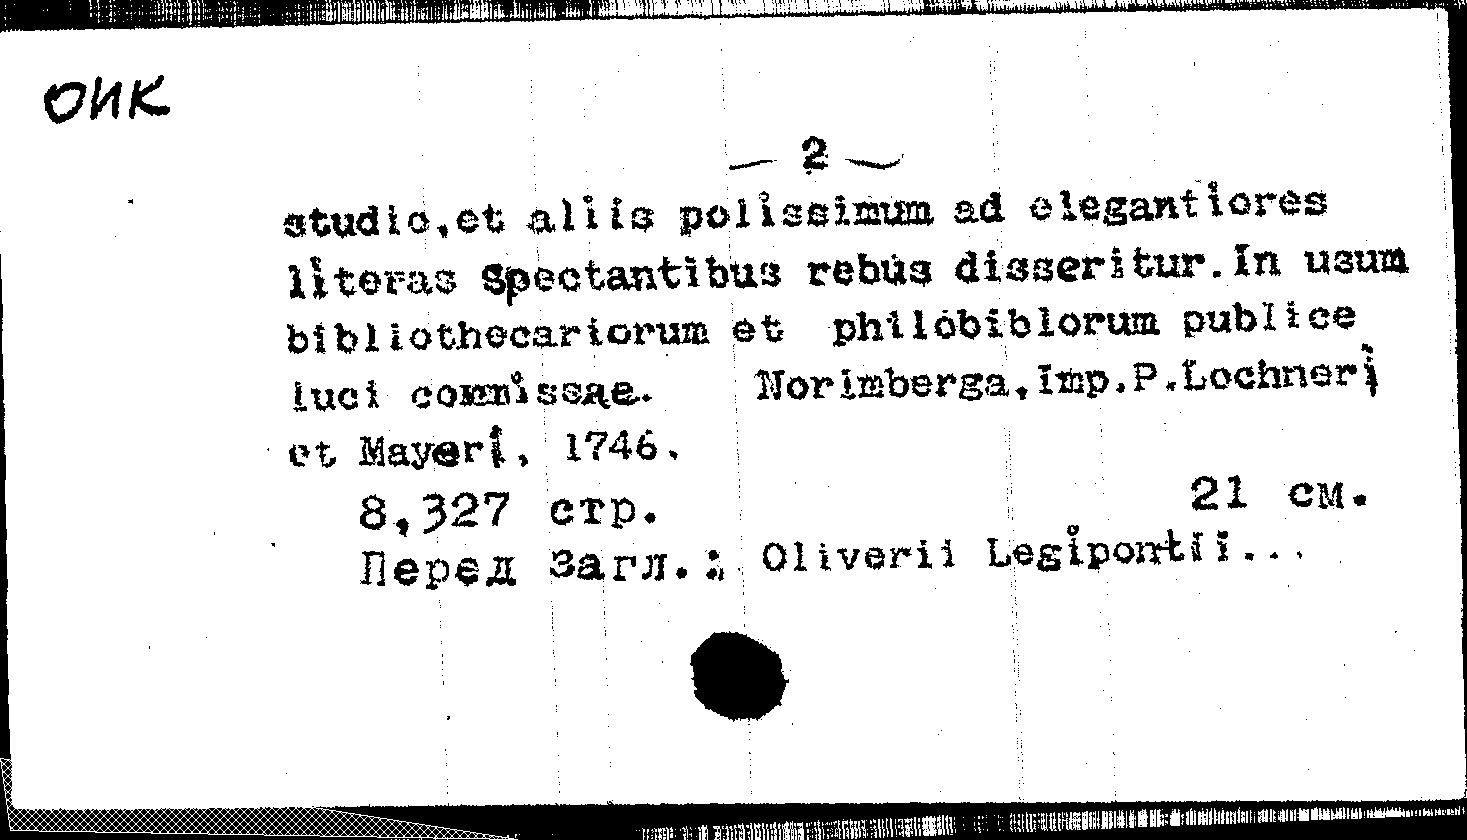 ОИК
— 2 —
studio,et aliis polissimum ad elegantiores
literas Spectantibus rebus disseritur.In usum
bibliothecariorum et philobiblorum publice
luci commissae. Norimberga,Imp.P.Lochneri
et Mayeri, 1746.
8,327 стр. 21 см.
Перед загл.: Oliverii Legipontii...